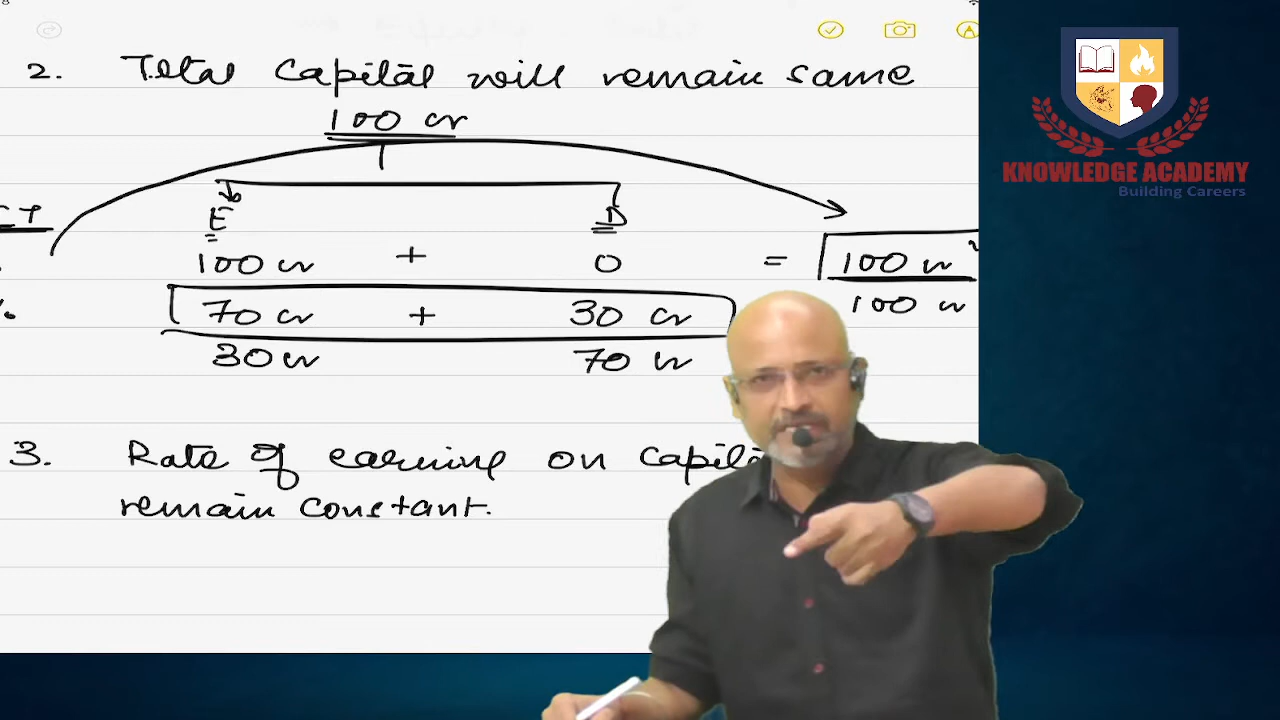 2. Total Capital will remain same
100 cr
E D
100 cr + 0 = 100 cr
70 cr + 30 cr 100 cr
30 cr 70 cr
3. Rate of earning on Capital
remain constant.
KNOWLEDGE ACADEMY
Building Careers